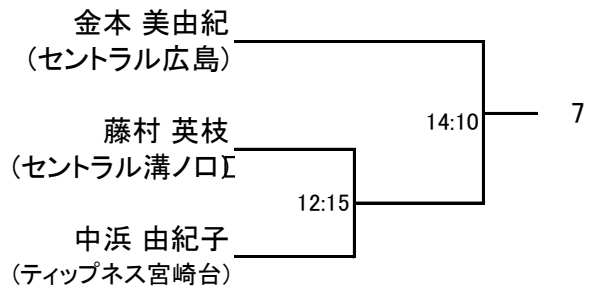 金本 美由紀
(セントラル広島)
14:10
7
藤村 英枝
(セントラル溝ノ口
12:15
中浜 由紀子
(ティップネス宮崎台)